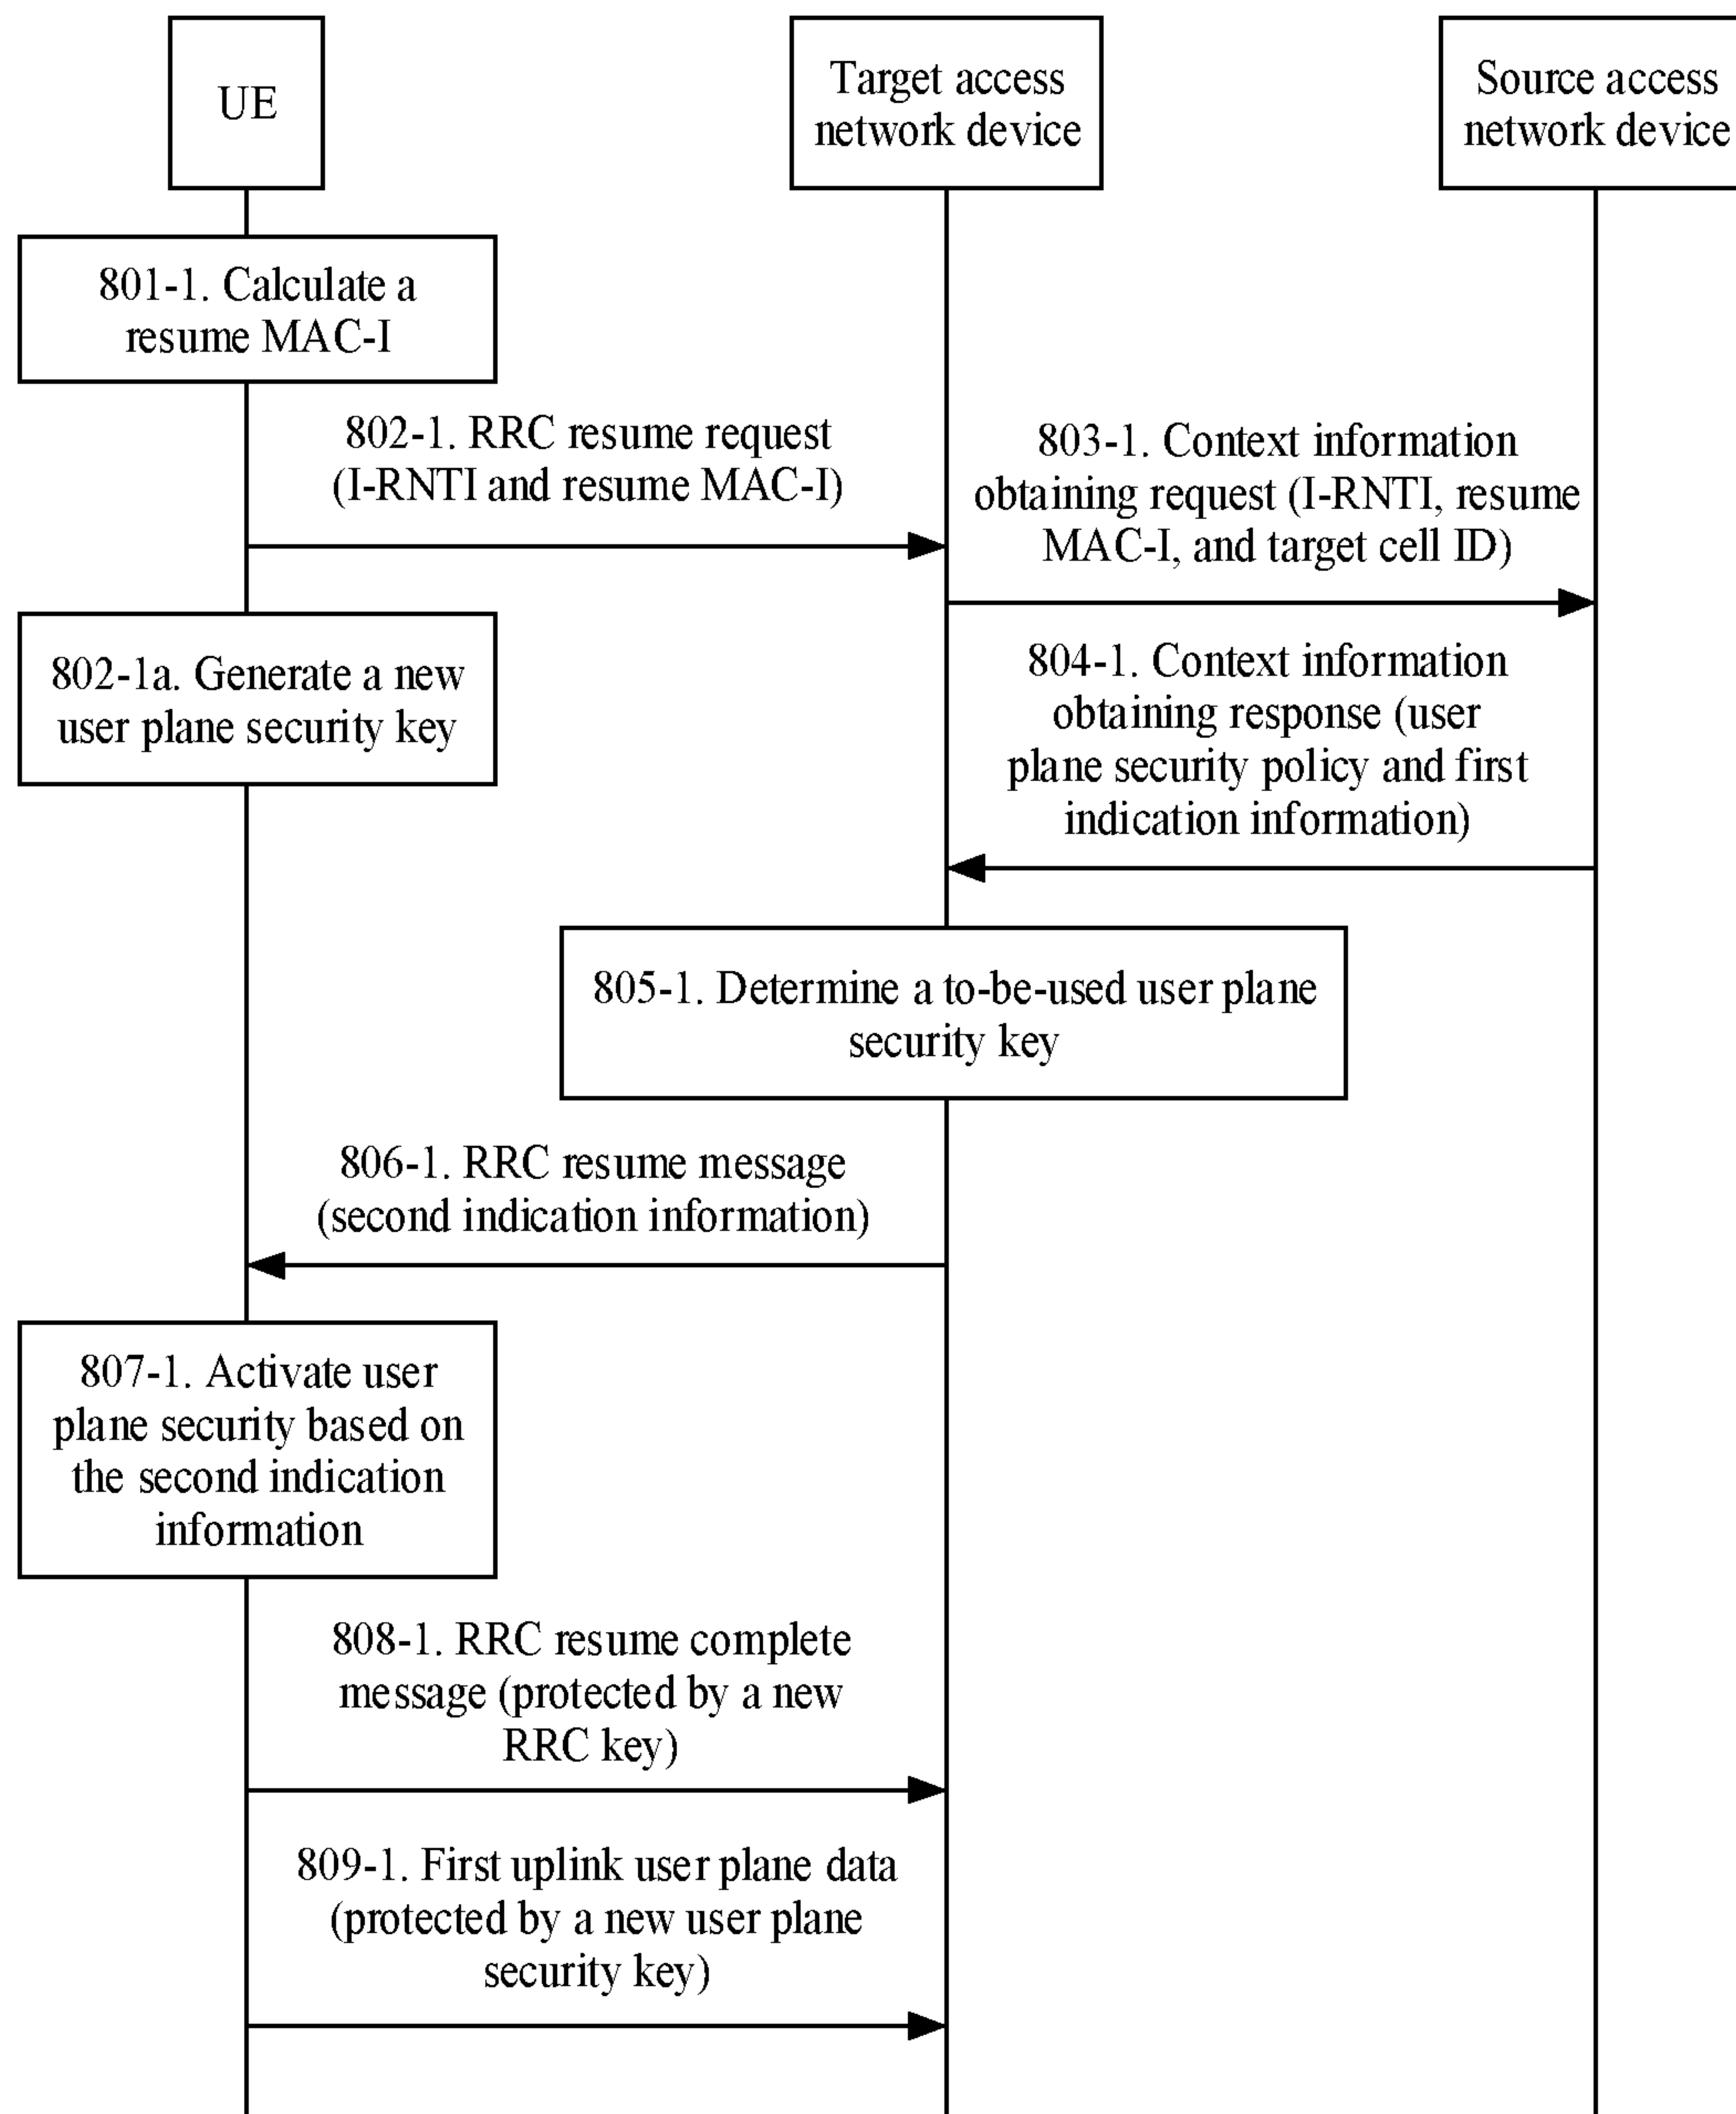 UE
Target access
network device
Source access
network device
801-1. Calculate a
resume MAC-I
802-1. RRC resume request
(I-RNTI and resume MAC-I)
803-1. Context information
obtaining request (I-RNTI, resume
MAC-I, and target cell ID)
802-1a. Generate a new
user plane security key
804-1. Context information
obtaining response (user
plane security policy and first
indication information)
805-1. Determine a to-be-used user plane
security key
806-1. RRC resume message
(second indication information)
807-1. Activate user
plane security based on
the second indication
information
808-1. RRC resume complete
message (protected by a new
RRC key)
809-1. First uplink user plane data
(protected by a new user plane
security key)